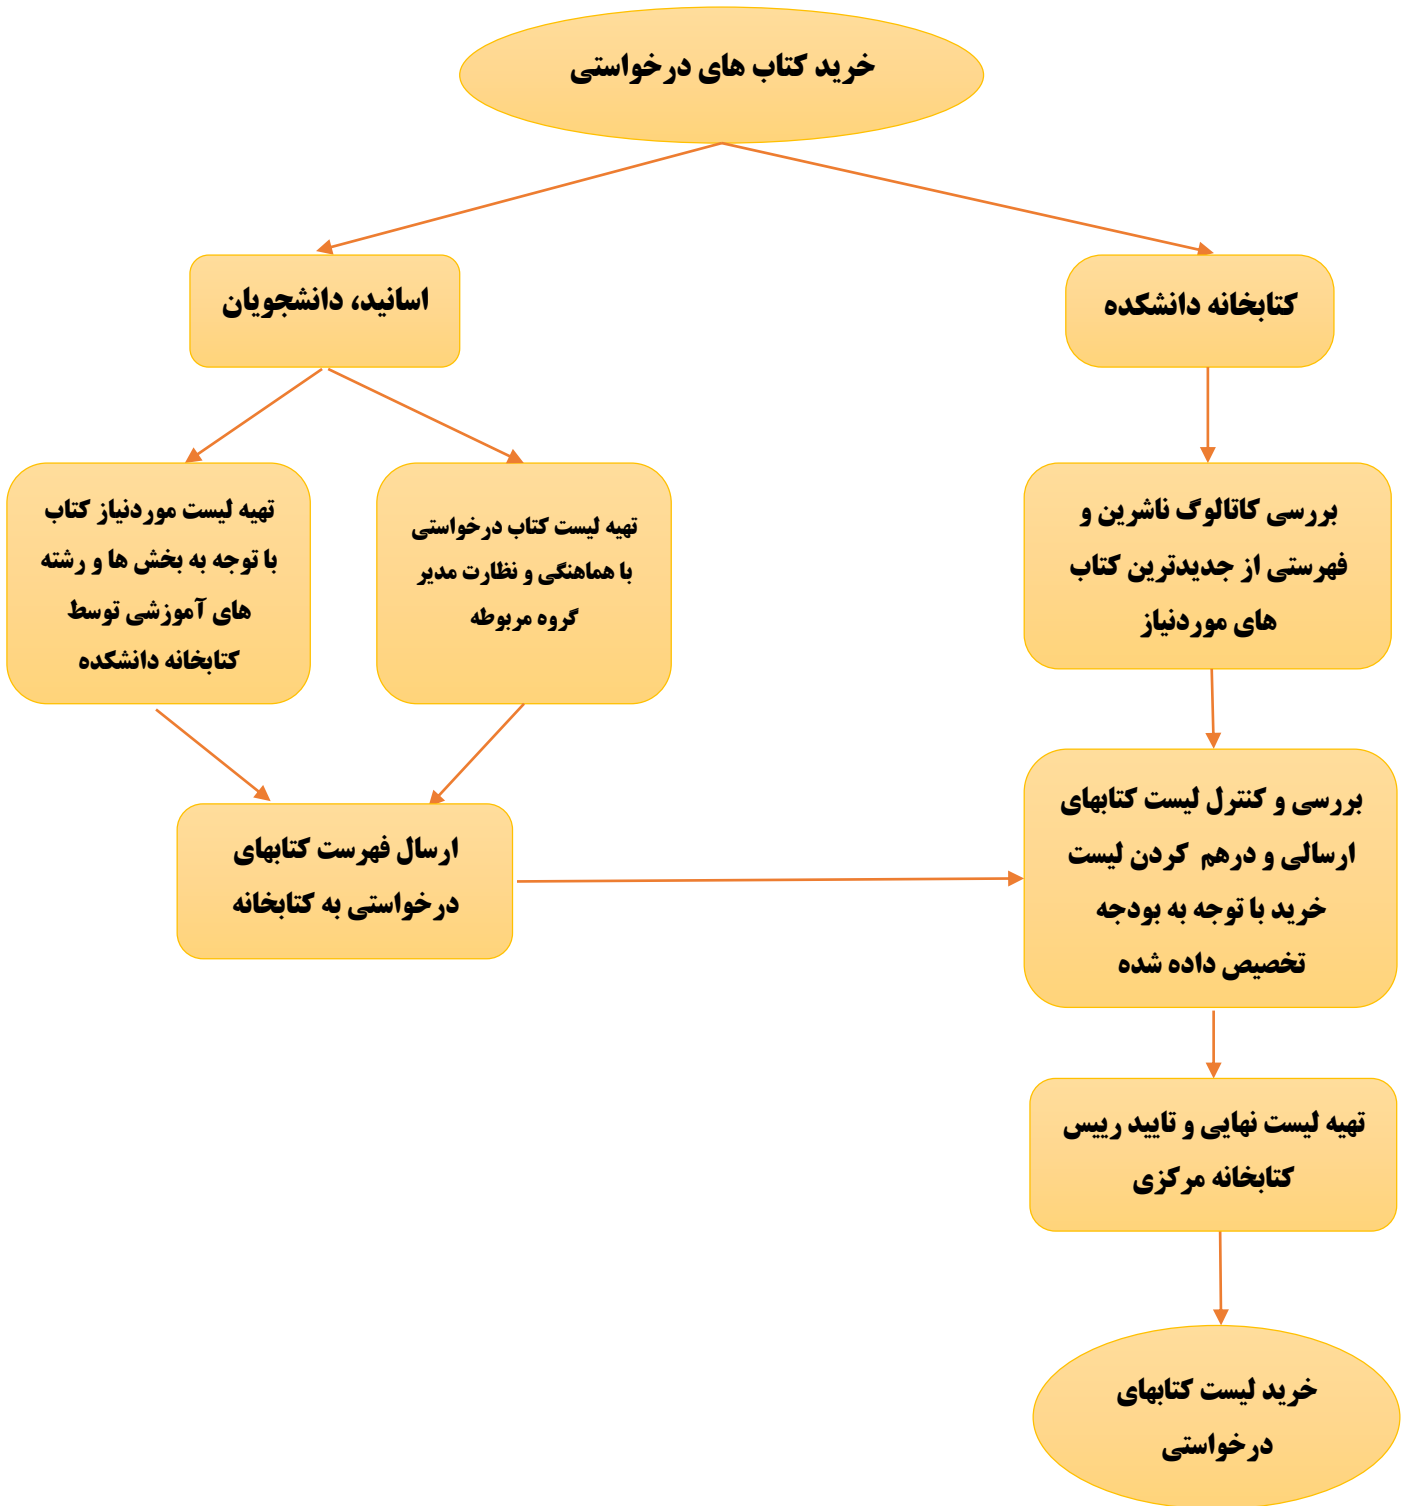 خرید کتاب های درخواستی
کتابخانه دانشکده
اسانید، دانشجویان
بررسی کاتالوگ ناشرین و
فهرستی از جدیدترین کتاب
های موردنیاز
تهیه لیست کتاب درخواستی
با هماهنگی و نظارت مدیر
گروه مربوطه
تهیه لیست موردنیاز کتاب
با توجه به بخش ها و رشته
های آموزشی توسط
کتابخانه دانشکده
بررسی و کنترل لیست کتابهای
ارسالی و درهم کردن لیست
خرید با توجه به بودجه
تخصیص داده شده
ارسال فهرست کتابهای
درخواستی به کتابخانه
تهیه لیست نهایی و تایید رییس
کتابخانه مرکزی
خرید لیست کتابهای
درخواستی